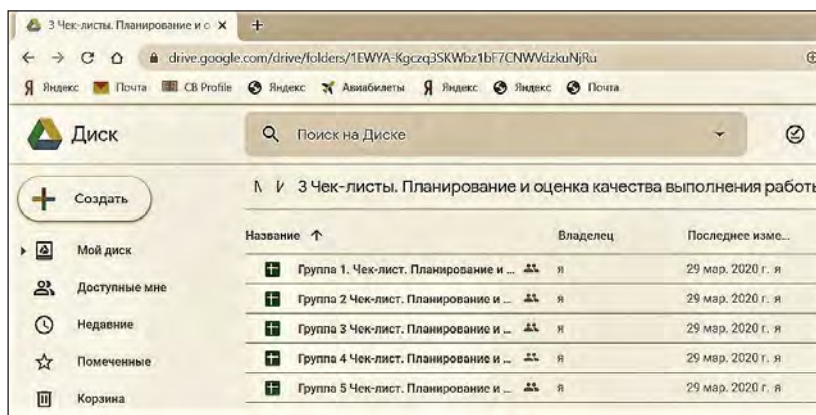 3 Чек-листы. Планирование и о
drive.google.com/drive/folders/1EWYA-Kgczq3SKWbz1bF7CNWVdzkuNjRu
Яндекс Почта CB Profile Яндекс Авиабилеты Яндекс Яндекс Почта
Диск
Поиск на Диске
Создать
3 Чек-листы. Планирование и оценка качества выполнения работы
Название Владелец Последнее изме...
Мой диск
Доступные мне
Недавние
Помеченные
Корзина
Группа 1. Чек-лист. Планирование и ... я 29 мар. 2020 г. я
Группа 2 Чек-лист. Планирование и ... я 29 мар. 2020 г. я
Группа 3 Чек-лист. Планирование и ... я 29 мар. 2020 г. я
Группа 4 Чек-лист. Планирование и ... я 29 мар. 2020 г. я
Группа 5 Чек-лист. Планирование и ... я 29 мар. 2020 г. я